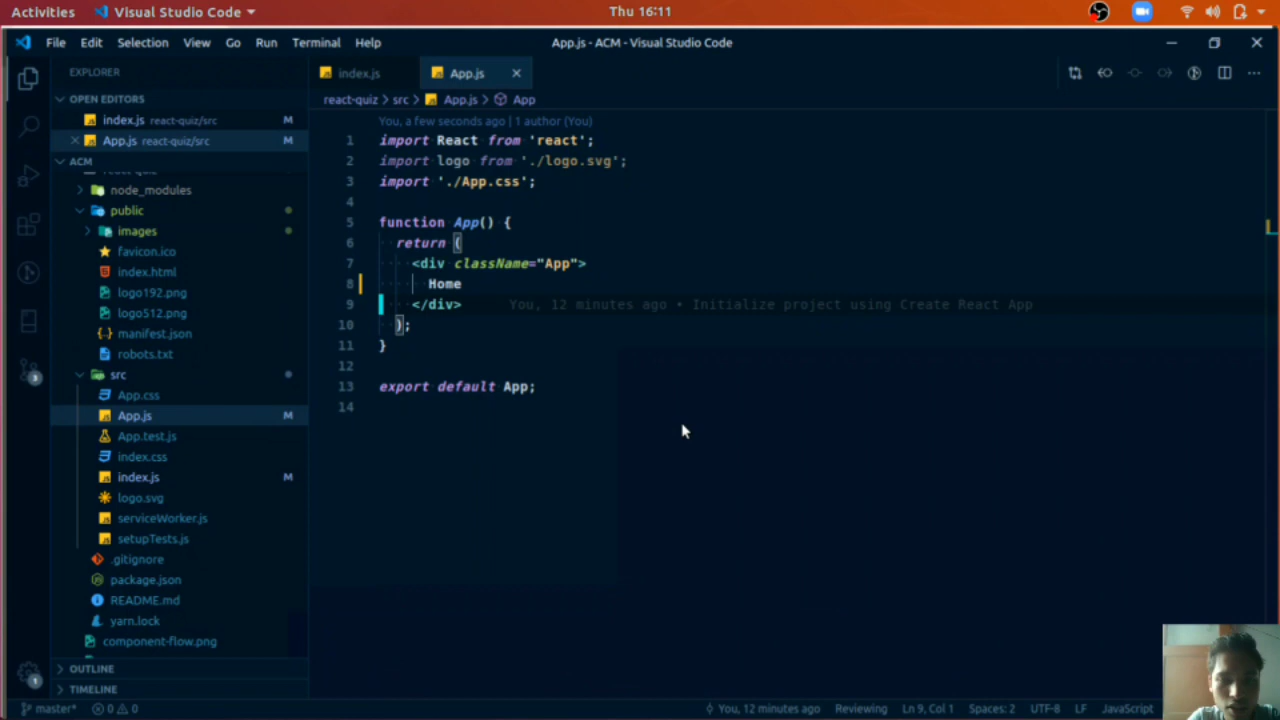 Activities Visual Studio Code Thu 16:11
File Edit Selection View Go Run Terminal Help App.js - ACM - Visual Studio Code
EXPLORER
OPEN EDITORS
index.js react-quiz/src M
App.js react-quiz/src M
ACM
node_modules
public
images
favicon.ico
index.html
logo192.png
logo512.png
manifest.json
robots.txt
src
App.css
App.js M
App.test.js
index.css
index.js M
logo.svg
serviceWorker.js
setupTests.js
.gitignore
package.json
README.md
yarn.lock
component-flow.png
OUTLINE
TIMELINE
3
1
index.js App.js
react-quiz > src > App.js > App
You, a few seconds ago | 1 author (You)
1 import React from 'react';
2 import logo from './logo.svg';
3 import './App.css';
4
5 function App() {
6 return (
7 <div className="App">
8 Home
9 </div> You, 12 minutes ago • Initialize project using Create React App
10 );
11 }
12
13 export default App;
14
master* 0 0 You, 12 minutes ago Reviewing Ln 9, Col 1 Spaces: 2 UTF-8 LF JavaScript